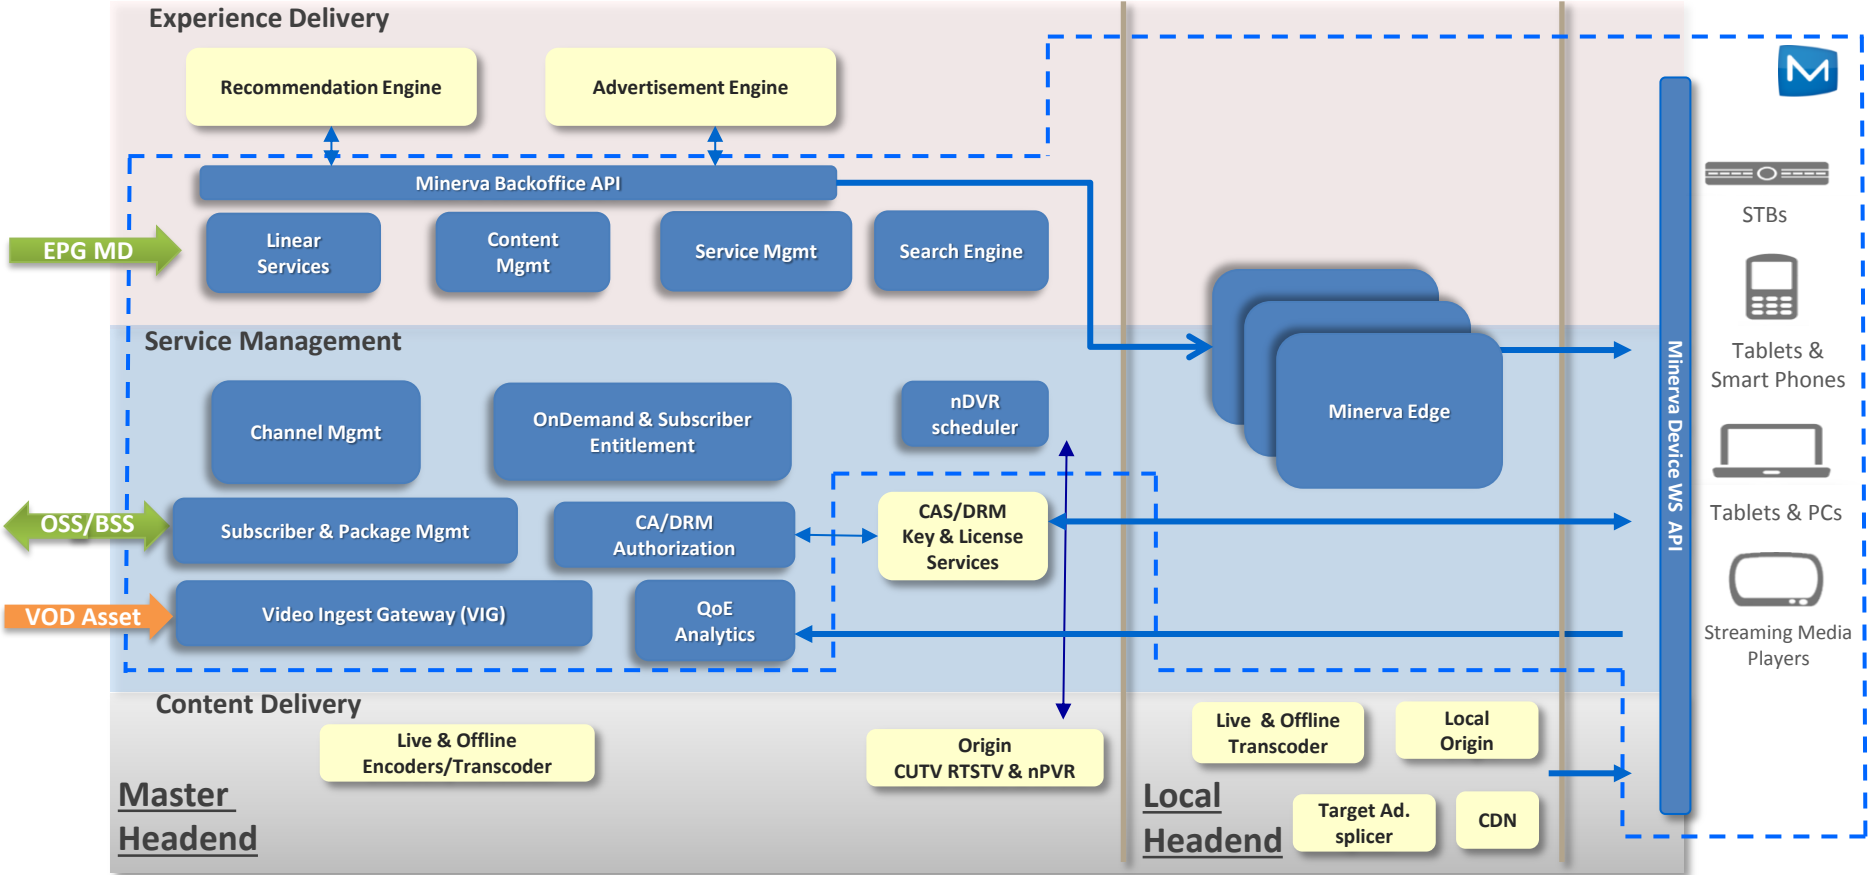 Experience Delivery
Recommendation Engine
Advertisement Engine
Minerva Backoffice API
EPG MD
Linear
Services
Content
Mgmt
Service Mgmt
Search Engine
STBs
Service Management
Tablets &
Smart Phones
Channel Mgmt
OnDemand & Subscriber
Entitlement
nDVR
scheduler
Minerva Edge
Minerva Device WS API
OSS/BSS
Subscriber & Package Mgmt
CA/DRM
Authorization
CAS/DRM
Key & License
Services
Tablets & PCs
VOD Asset
Video Ingest Gateway (VIG)
QoE
Analytics
Streaming Media
Players
Content Delivery
Live & Offline
Encoders/Transcoder
Origin
CUTV RTSTV & nPVR
Live & Offline
Transcoder
Local
Origin
Master
Headend
Local
Headend
Target Ad.
splicer
CDN